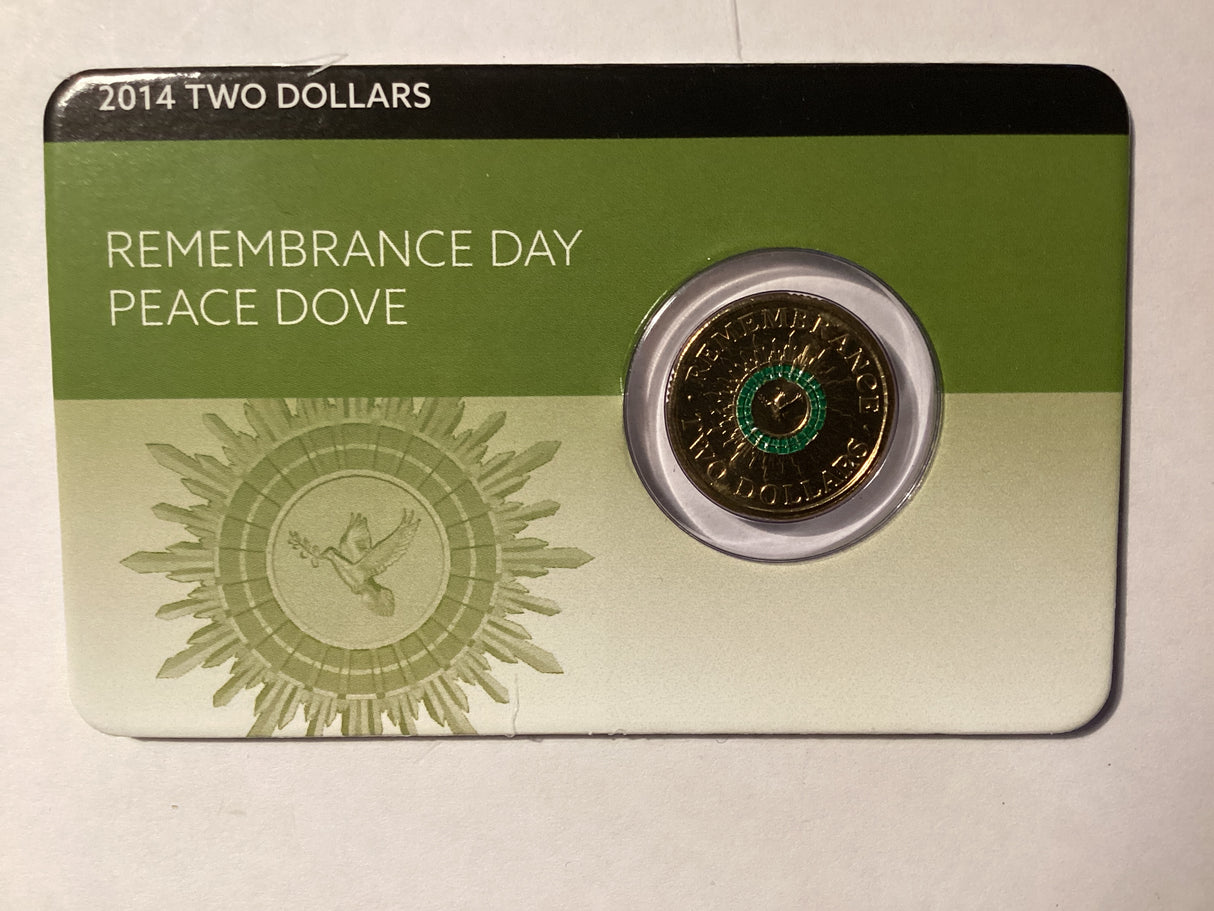 2014 TWO DOLLARS
REMEMBRANCE DAY
PEACE DOVE
· REMEMBRANCE ·
TWO DOLLARS